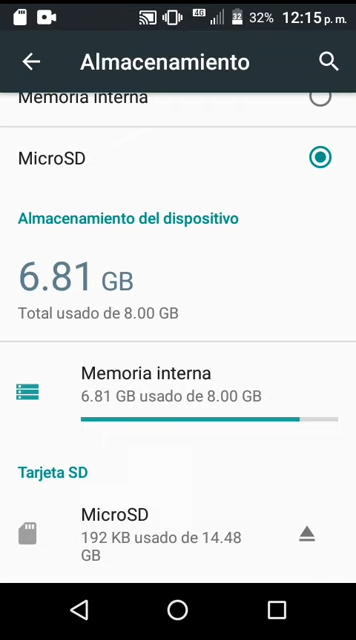 4G 32 32% 12:15 p. m.
Almacenamiento
Memoria interna
MicroSD
Almacenamiento del dispositivo
6.81 GB
Total usado de 8.00 GB
Memoria interna
6.81 GB usado de 8.00 GB
Tarjeta SD
MicroSD
192 KB usado de 14.48
GB